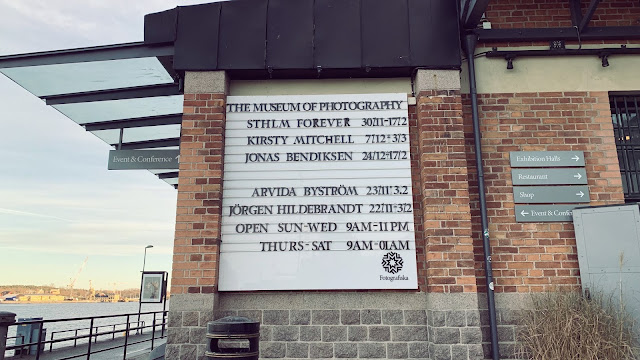 THE MUSEUM OF PHOTOGRAPHY
STHLM FOREVER 30/11-17/2
KIRSTY MITCHELL 7/12-3/3
JONAS BENDIKSEN 24/12-17/2
ARVIDA BYSTRÖM 23/11-3/2
JÖRGEN HILDEBRANDT 22/11-3/2
OPEN SUN-WED 9AM-11PM
THURS-SAT 9AM-01AM
Fotografiska
Event & Conference
Exhibition Halls →
Restaurant →
Shop →
← Event & Conference